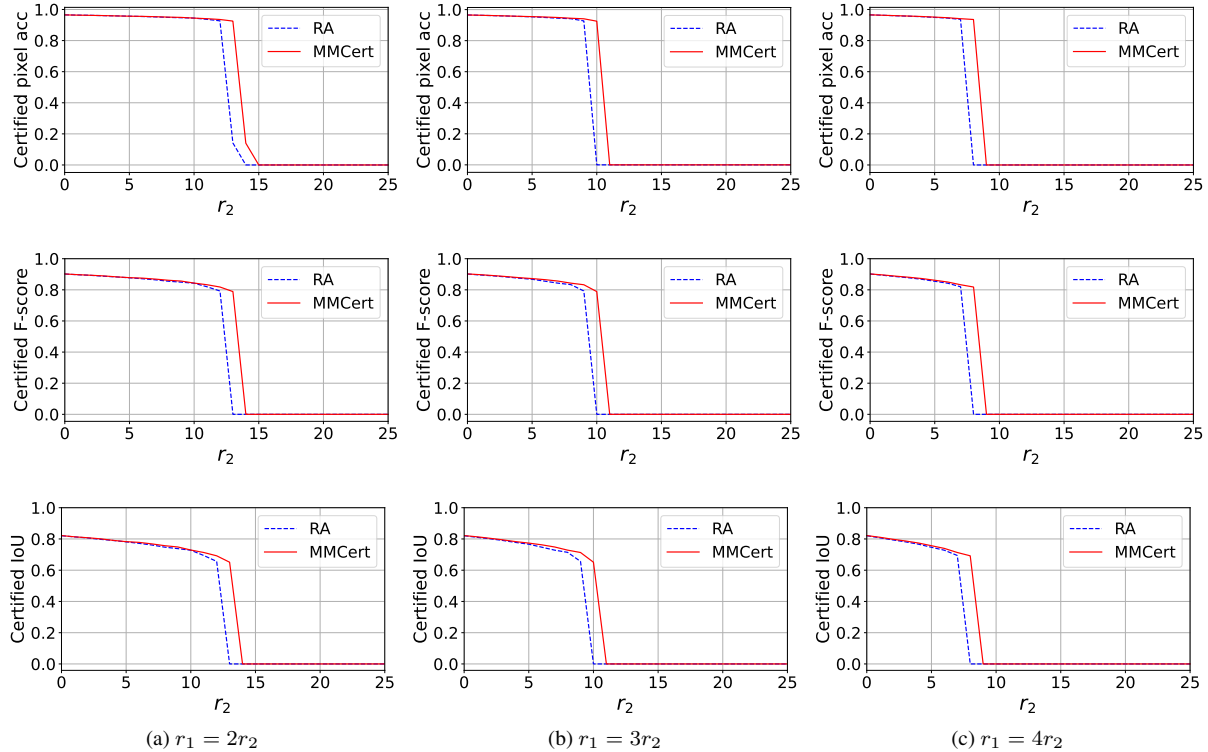 Certified pixel acc
1.0
0.8
0.6
0.4
0.2
0.0
RA
MMCert
0 5 10 15 20 25
r₂
Certified pixel acc
1.0
0.8
0.6
0.4
0.2
0.0
RA
MMCert
0 5 10 15 20 25
r₂
Certified pixel acc
1.0
0.8
0.6
0.4
0.2
0.0
RA
MMCert
0 5 10 15 20 25
r₂
Certified F-score
1.0
0.8
0.6
0.4
0.2
0.0
RA
MMCert
0 5 10 15 20 25
r₂
Certified F-score
1.0
0.8
0.6
0.4
0.2
0.0
RA
MMCert
0 5 10 15 20 25
r₂
Certified F-score
1.0
0.8
0.6
0.4
0.2
0.0
RA
MMCert
0 5 10 15 20 25
r₂
Certified IoU
1.0
0.8
0.6
0.4
0.2
0.0
RA
MMCert
0 5 10 15 20 25
r₂
Certified IoU
1.0
0.8
0.6
0.4
0.2
0.0
RA
MMCert
0 5 10 15 20 25
r₂
Certified IoU
1.0
0.8
0.6
0.4
0.2
0.0
RA
MMCert
0 5 10 15 20 25
r₂
(a) r₁ = 2r₂
(b) r₁ = 3r₂
(c) r₁ = 4r₂